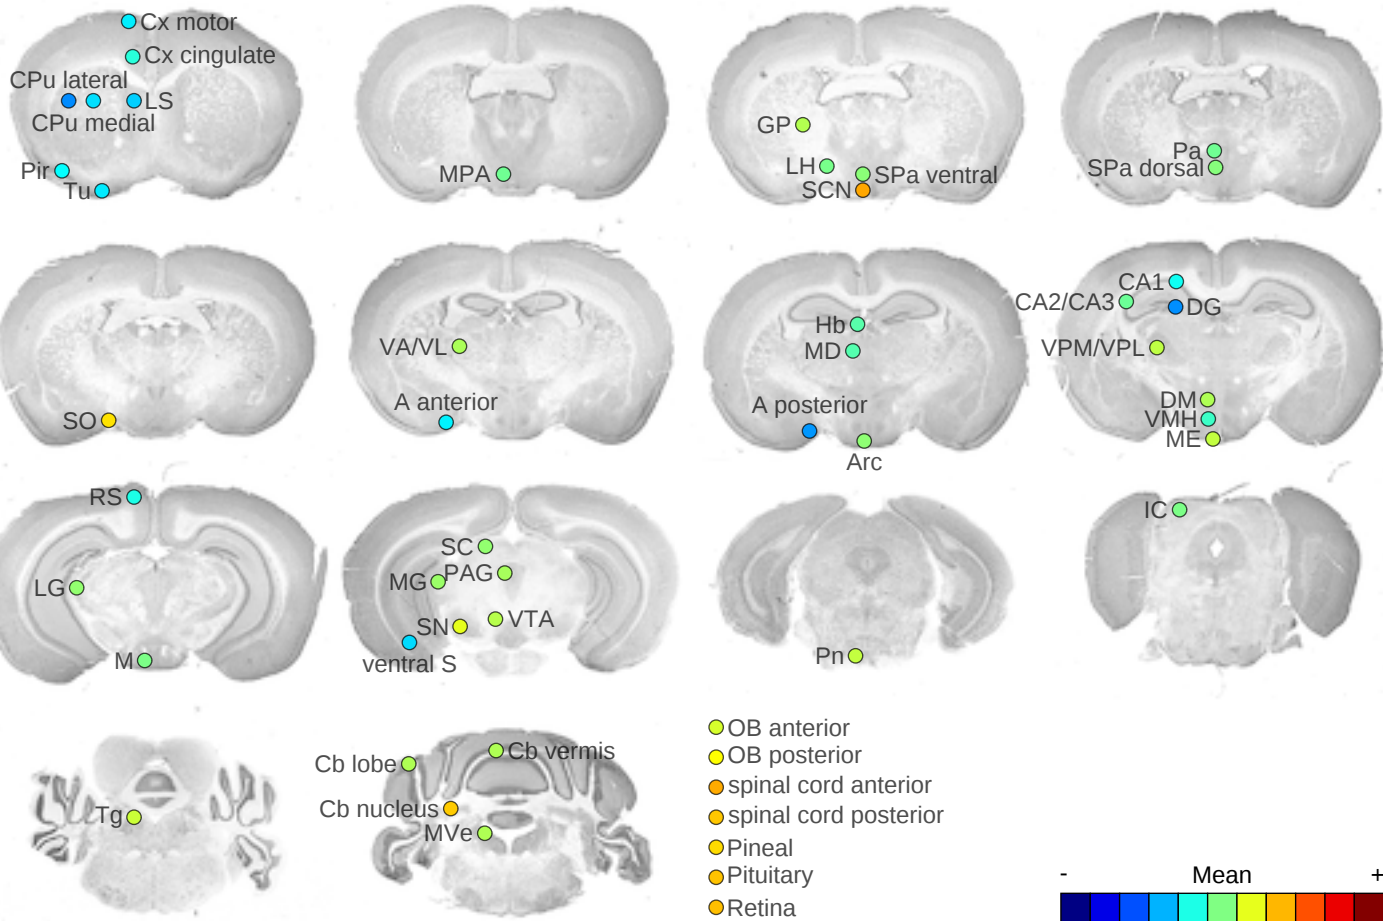 Cx motor
Cx cingulate
CPu lateral
LS
CPu medial
Pir
Tu
MPA
GP
LH
SPa ventral
SCN
Pa
SPa dorsal
SO
VA/VL
A anterior
Hb
MD
A posterior
Arc
CA1
CA2/CA3
DG
VPM/VPL
DM
VMH
ME
RS
LG
M
SC
PAG
MG
VTA
SN
ventral S
Pn
IC
Tg
Cb vermis
Cb lobe
Cb nucleus
MVe
OB anterior
OB posterior
spinal cord anterior
spinal cord posterior
Pineal
Pituitary
Retina
- Mean +